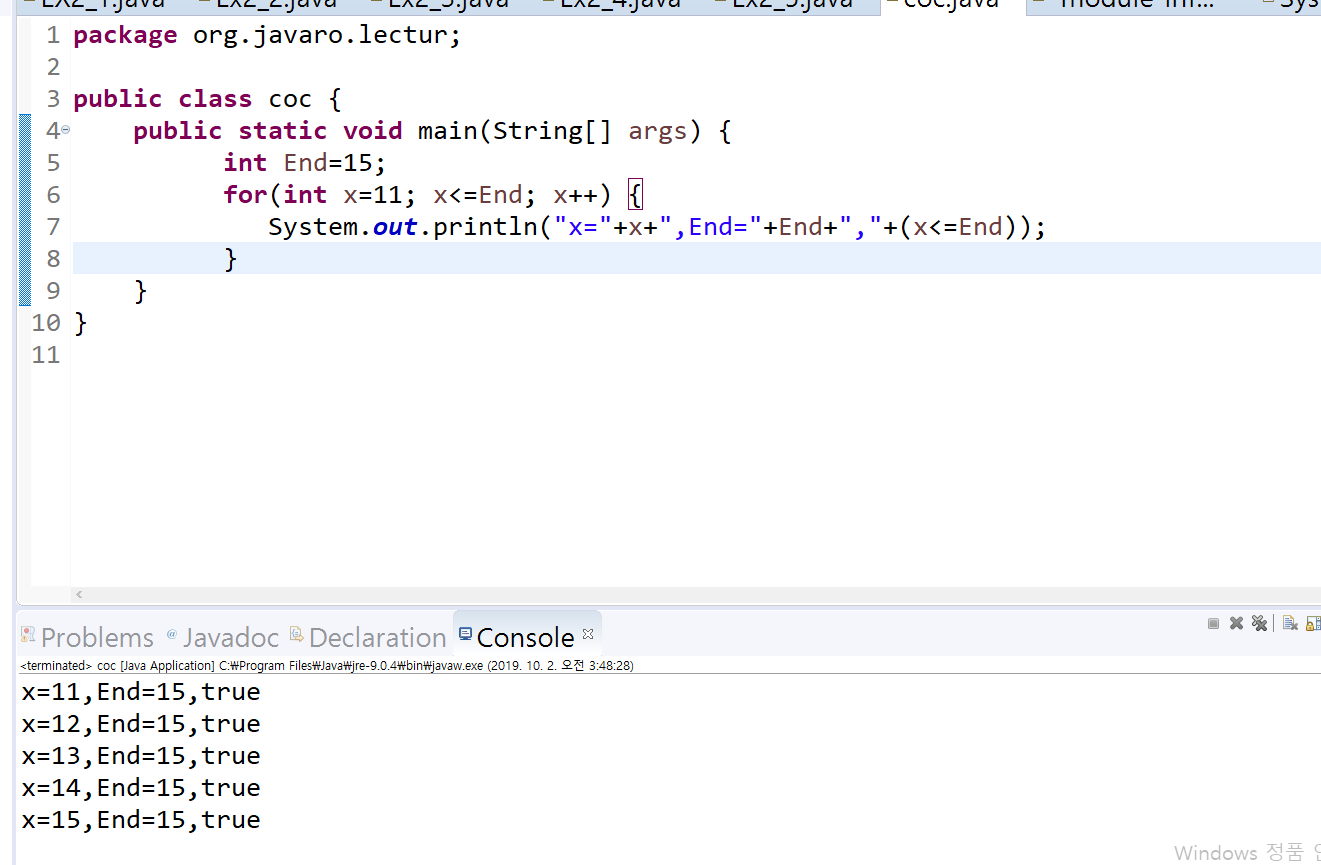 Ex2_1.java Ex2_2.java Ex2_3.java Ex2_4.java Ex2_5.java coc.java
1 package org.javaro.lectur;
2
3 public class coc {
4 public static void main(String[] args) {
5 int End=15;
6 for(int x=11; x<=End; x++) {
7 System.out.println("x="+x+",End="+End+","+(x<=End));
8 }
9 }
10 }
11
Problems @ Javadoc Declaration Console
<terminated> coc [Java Application] C:₩Program Files₩Java₩jre-9.0.4₩bin₩javaw.exe (2019. 10. 2. 오전 3:48:28)
x=11,End=15,true
x=12,End=15,true
x=13,End=15,true
x=14,End=15,true
x=15,End=15,true
Windows 정품